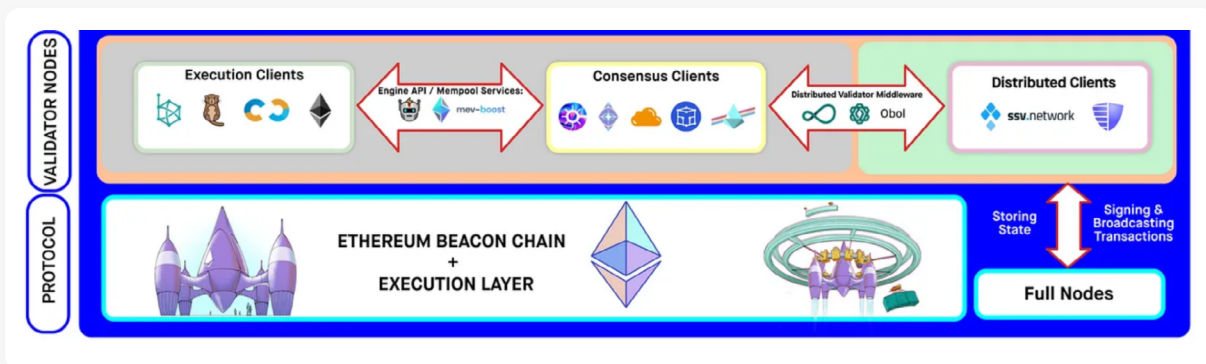 VALIDATOR NODES
Execution Clients
Engine API / Mempool Services:
mev-boost
Consensus Clients
Distributed Validator Middleware
Obol
Distributed Clients
ssv.network
PROTOCOL
ETHEREUM BEACON CHAIN
+
EXECUTION LAYER
Storing
State
Signing &
Broadcasting
Transactions
Full Nodes